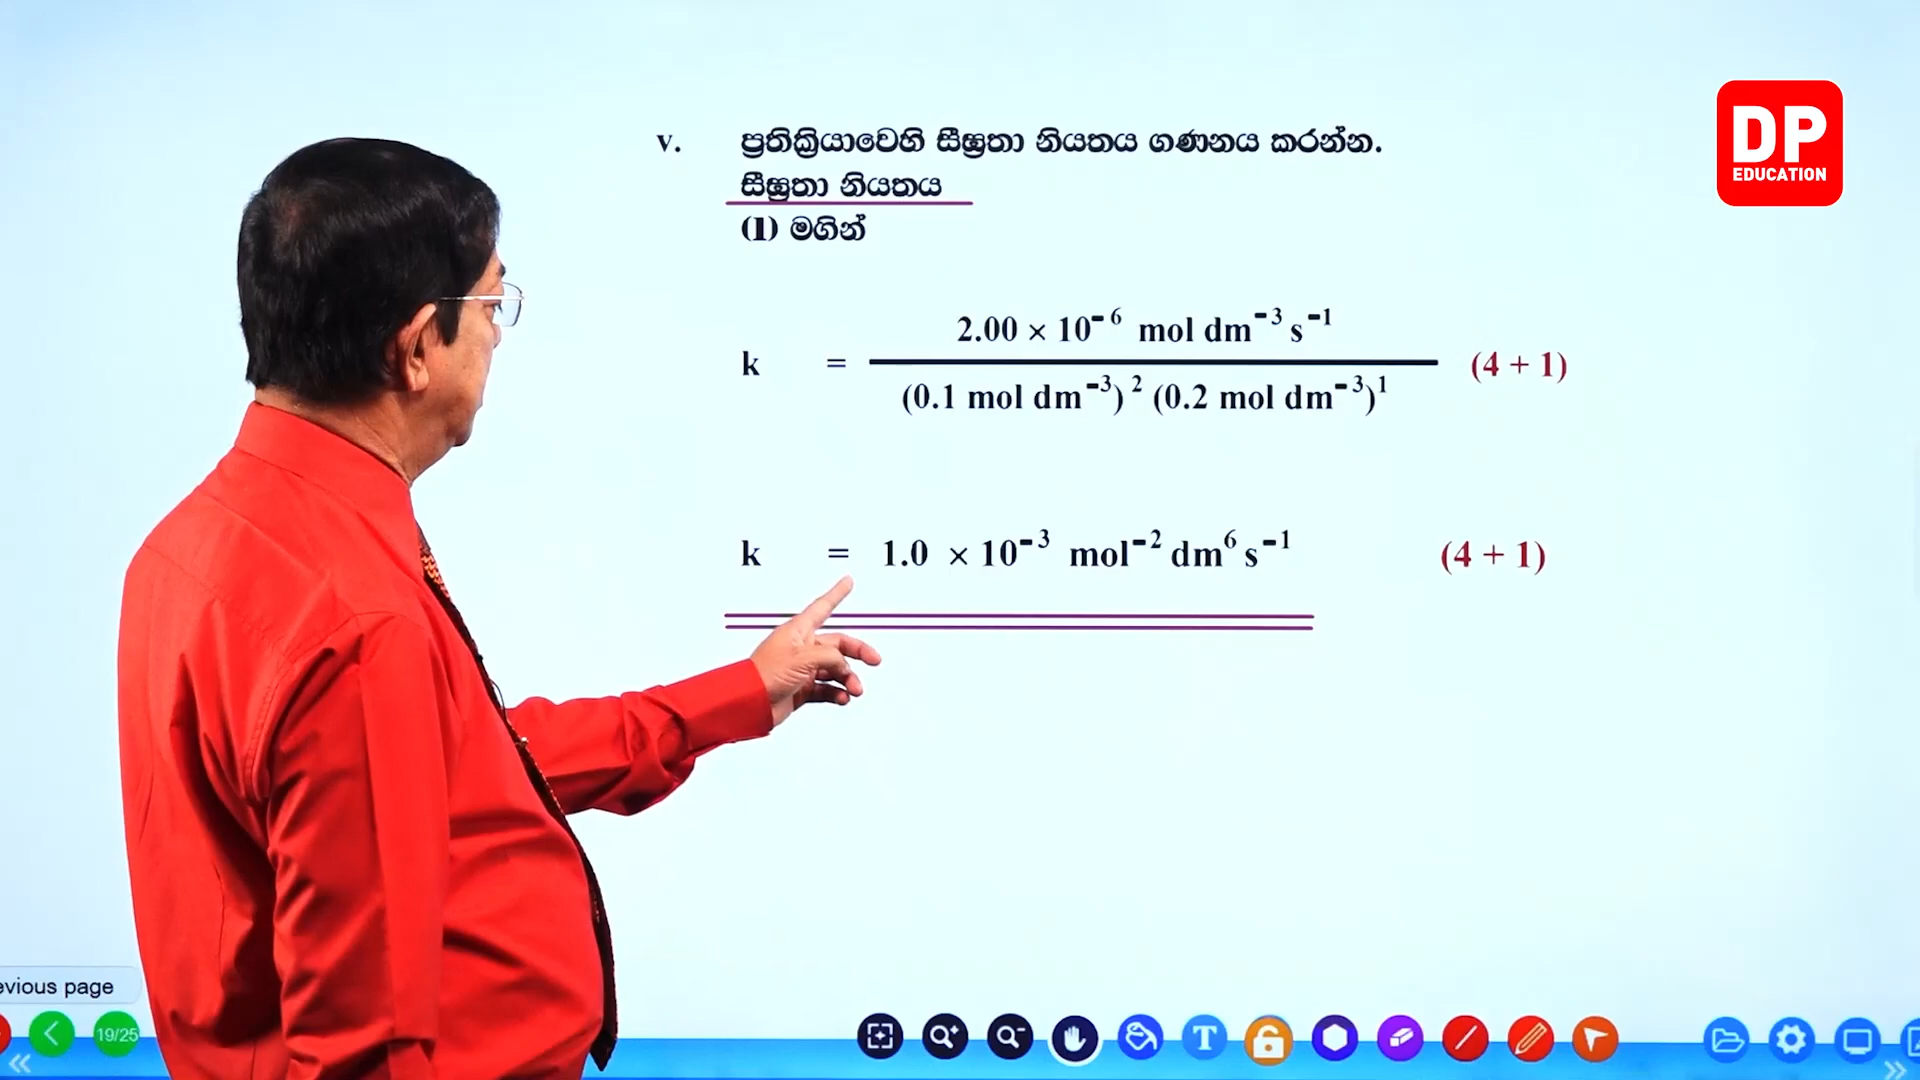 DP
EDUCATION
v. ප්‍රතික්‍රියාවෙහි සීඝ්‍රතා නියතය ගණනය කරන්න.
සීඝ්‍රතා නියතය
(1) මගින්
k = 2.00 × 10⁻⁶ mol dm⁻³ s⁻¹ / (0.1 mol dm⁻³)² (0.2 mol dm⁻³)¹ (4 + 1)
k = 1.0 × 10⁻³ mol⁻² dm⁶ s⁻¹ (4 + 1)
evious page
19/25
T